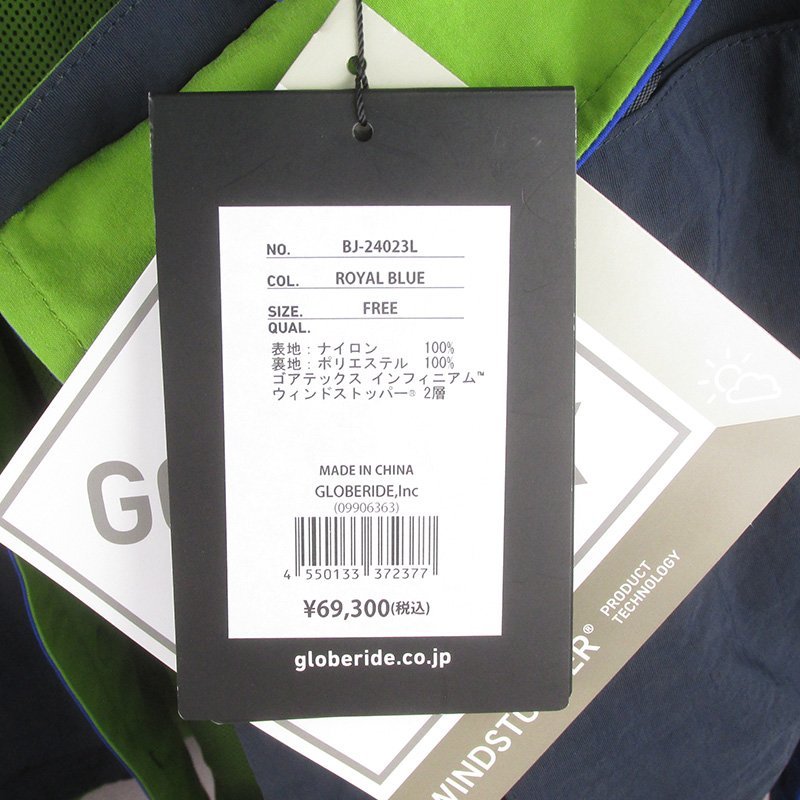 NO. BJ-24023L
COL. ROYAL BLUE
SIZE. FREE
QUAL.
表地：ナイロン 100%
裏地：ポリエステル 100%
ゴアテックス インフィニアム™
ウィンドストッパー® 2層
MADE IN CHINA
GLOBERIDE,Inc
(09906363)
4 550133 372377
¥69,300(税込)
globeride.co.jp
PRODUCT
TECHNOLOGY